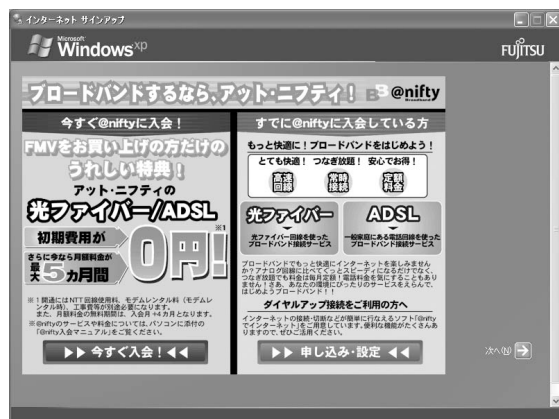 インターネット サインアップ
Microsoft
Windows xp
FUJITSU
ブロードバンドするなら、アット・ニフティ！
@nifty
Broadband
今すぐ@niftyに入会！
FMVをお買い上げの方だけの
うれしい特典！
アット・ニフティの
光ファイバー/ADSL
初期費用が
さらに今なら月額料金が
最大5ヵ月間
0円!
※1
※1 開通にはNTT回線使用料、モデムレンタル料（モデムレ
ンタル時）、工事費等が別途必要になります。
また、月額料金の無料期間は、入会月+4カ月となります。
※@niftyのサービスや料金については、パソコンに添付の
「@nifty入会マニュアル」をご覧ください。
▶▶ 今すぐ入会！ ◀◀
すでに@niftyに入会している方
もっと快適に！ブロードバンドをはじめよう！
とても快適！ つなぎ放題！ 安心でお得！
高速回線 常時接続 定額料金
光ファイバー
光ファイバー回線を使った
ブロードバンド接続サービス
ADSL
一般家庭にある電話回線を使った
ブロードバンド接続サービス
ブロードバンドでもっと快適にインターネットを楽しみません
か？アナログ回線に比べてぐっとスピーディになるだけでなく、
つなぎ放題でも料金は毎月定額！電話料金を気にすることもあり
ません！さあ、あなたの環境にぴったりのサービスをえらんで、
はじめようブロードバンド！！
ダイヤルアップ接続をご利用の方へ
インターネットの接続・切断などが簡単に行なえるソフト「@nifty
でインターネット」をご用意しています。便利な機能がたくさんあ
りますので、ぜひご活用ください。
▶▶ 申し込み・設定 ◀◀
次へ(N)